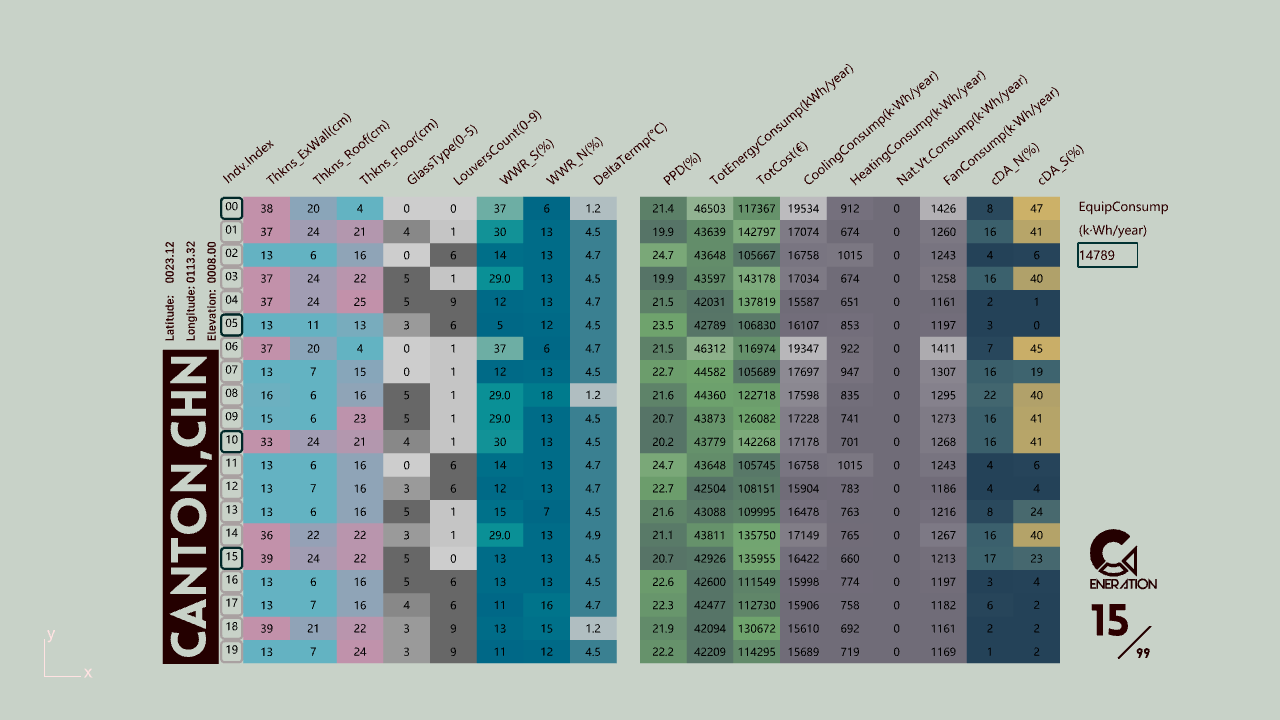 Indv.Index Thkns_ExWall(cm) Thkns_Roof(cm) Thkns_Floor(cm) GlassType(0-5) LouversCount(0-9) WWR_S(%) WWR_N(%) DeltaTermp(°C) PPD(%) TotEnergyConsump(kWh/year) TotCost(€) CoolingConsump(k·Wh/year) HeatingConsump(k·Wh/year) Nat.Vt.Consump(k·Wh/year) FanConsump(k·Wh/year) cDA_N(%) cDA_S(%)
00 38 20 4 0 0 37 6 1.2 21.4 46503 117367 19534 912 0 1426 8 47
01 37 24 21 4 1 30 13 4.5 19.9 43639 142797 17074 674 0 1260 16 41
02 13 6 16 0 6 14 13 4.7 24.7 43648 105667 16758 1015 0 1243 4 6
03 37 24 22 5 1 29.0 13 4.5 19.9 43597 143178 17034 674 0 1258 16 40
04 37 24 25 5 9 12 13 4.7 21.5 42031 137819 15587 651 0 1161 2 1
05 13 11 13 3 6 5 12 4.5 23.5 42789 106830 16107 853 0 1197 3 0
06 37 20 4 0 1 37 6 4.7 21.5 46312 116974 19347 922 0 1411 7 45
07 13 7 15 0 1 12 13 4.5 22.7 44582 105689 17697 947 0 1307 16 19
08 16 6 16 5 1 29.0 18 1.2 21.6 44360 122718 17598 835 0 1295 22 40
09 15 6 23 5 1 29.0 13 4.5 20.7 43873 126082 17228 741 0 1273 16 41
10 33 24 21 4 1 30 13 4.5 20.2 43779 142268 17178 701 0 1268 16 41
11 13 6 16 0 6 14 13 4.7 24.7 43648 105745 16758 1015 0 1243 4 6
12 13 7 16 3 6 12 13 4.7 22.7 42504 108151 15904 783 0 1186 4 4
13 13 6 16 5 1 15 7 4.7 21.6 43088 109995 16478 763 0 1216 8 24
14 36 22 22 3 1 29.0 13 4.9 21.1 43811 135750 17149 765 0 1267 16 40
15 39 24 22 5 0 13 13 4.5 20.7 42926 135955 16422 660 0 1213 17 23
16 13 6 16 5 6 13 13 4.5 22.6 42600 111549 15998 774 0 1197 3 4
17 13 7 16 4 6 11 16 4.7 22.3 42477 112730 15906 758 0 1182 6 2
18 39 21 22 3 9 13 15 1.2 21.9 42094 130672 15610 692 0 1161 2 2
19 13 7 24 3 9 11 12 4.5 22.2 42209 114295 15689 719 0 1169 1 2
Latitude: 0023.12
Longitude: 0113.32
Elevation: 0008.00
CANTON,CHN
EquipConsump
(k·Wh/year)
14789
ENERATION
15/99
y
x